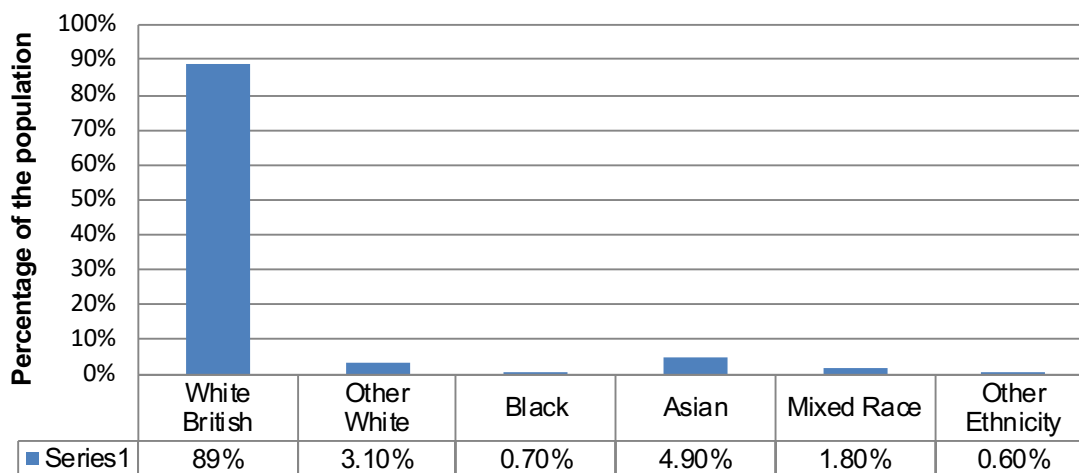 Percentage of the population
100%
90%
80%
70%
60%
50%
40%
30%
20%
10%
0%
White
British
Other
White
Black
Asian
Mixed Race
Other
Ethnicity
Series1 89% 3.10% 0.70% 4.90% 1.80% 0.60%